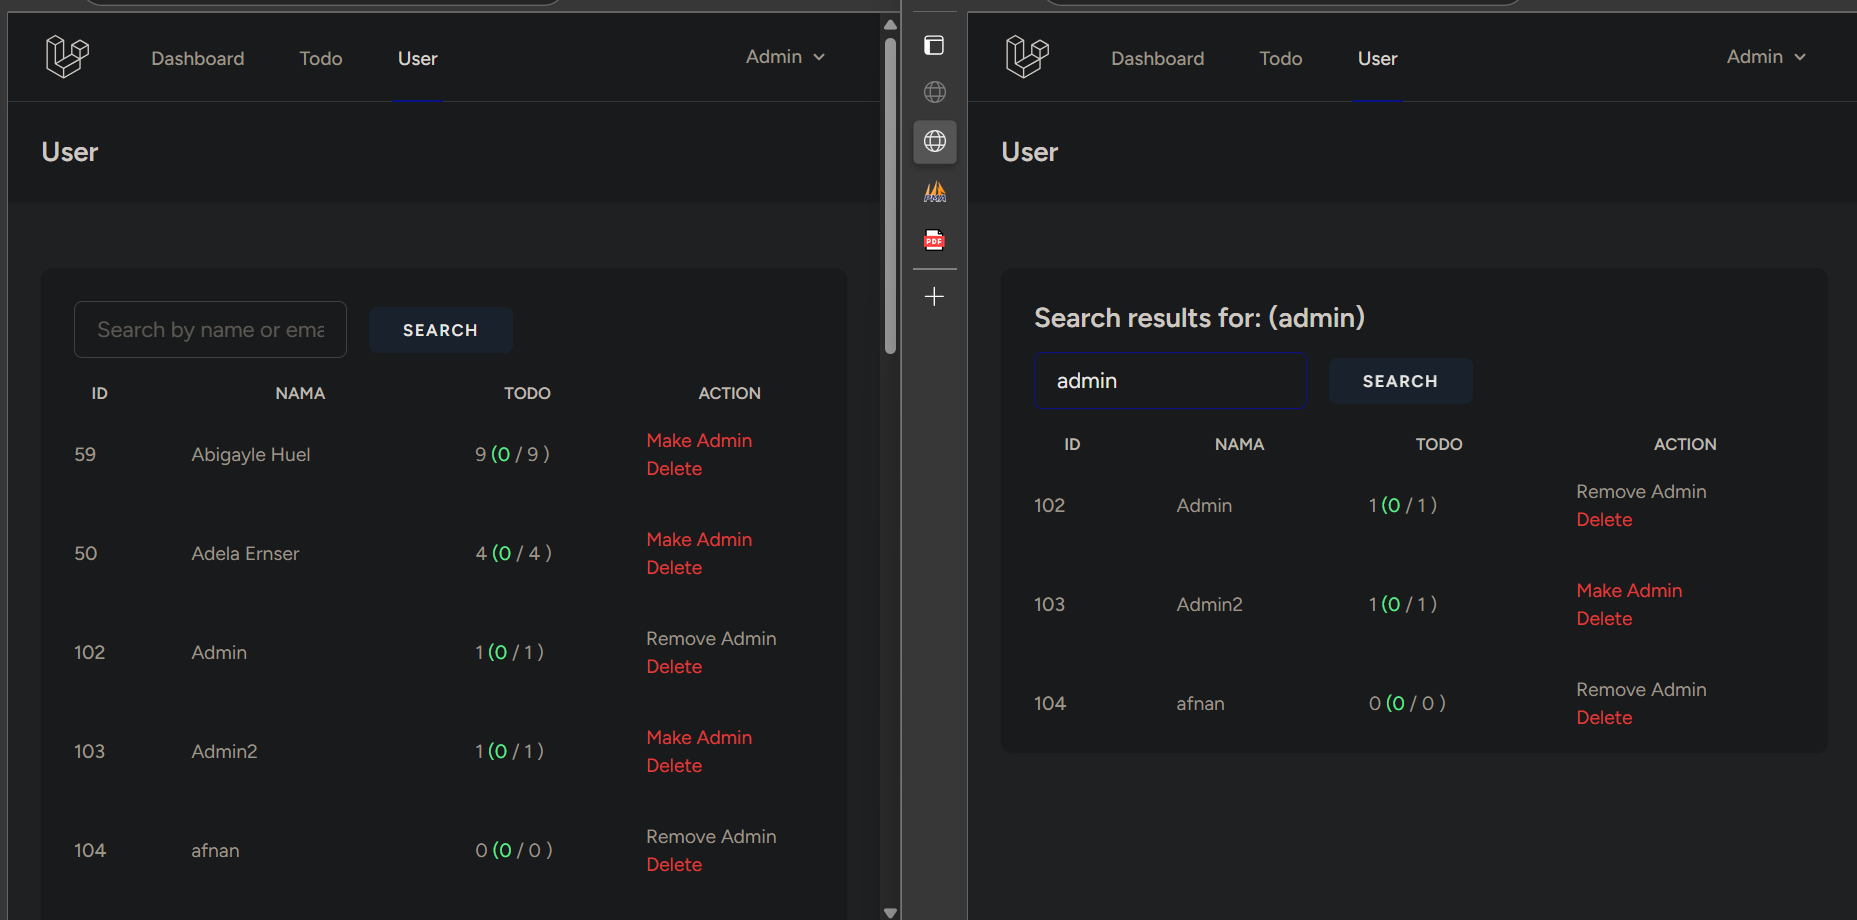 Dashboard Todo User Admin
User
Search by name or ema SEARCH
ID NAMA TODO ACTION
59 Abigayle Huel 9 (0 / 9 ) Make Admin
Delete
50 Adela Ernser 4 (0 / 4 ) Make Admin
Delete
102 Admin 1 (0 / 1 ) Remove Admin
Delete
103 Admin2 1 (0 / 1 ) Make Admin
Delete
104 afnan 0 (0 / 0 ) Remove Admin
Delete
PMA
PDF
Dashboard Todo User Admin
User
Search results for: (admin)
admin SEARCH
ID NAMA TODO ACTION
102 Admin 1 (0 / 1 ) Remove Admin
Delete
103 Admin2 1 (0 / 1 ) Make Admin
Delete
104 afnan 0 (0 / 0 ) Remove Admin
Delete